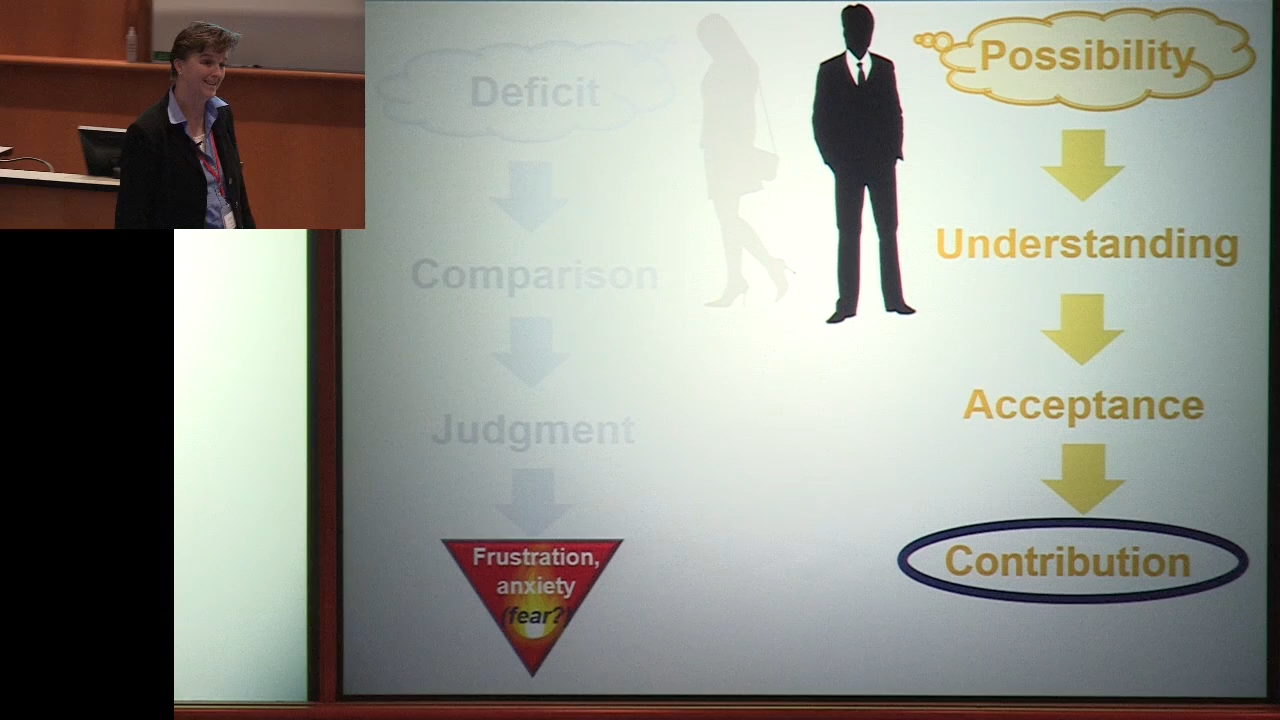 Deficit
Comparison
Judgment
Frustration,
anxiety
(fear?)
Possibility
Understanding
Acceptance
Contribution